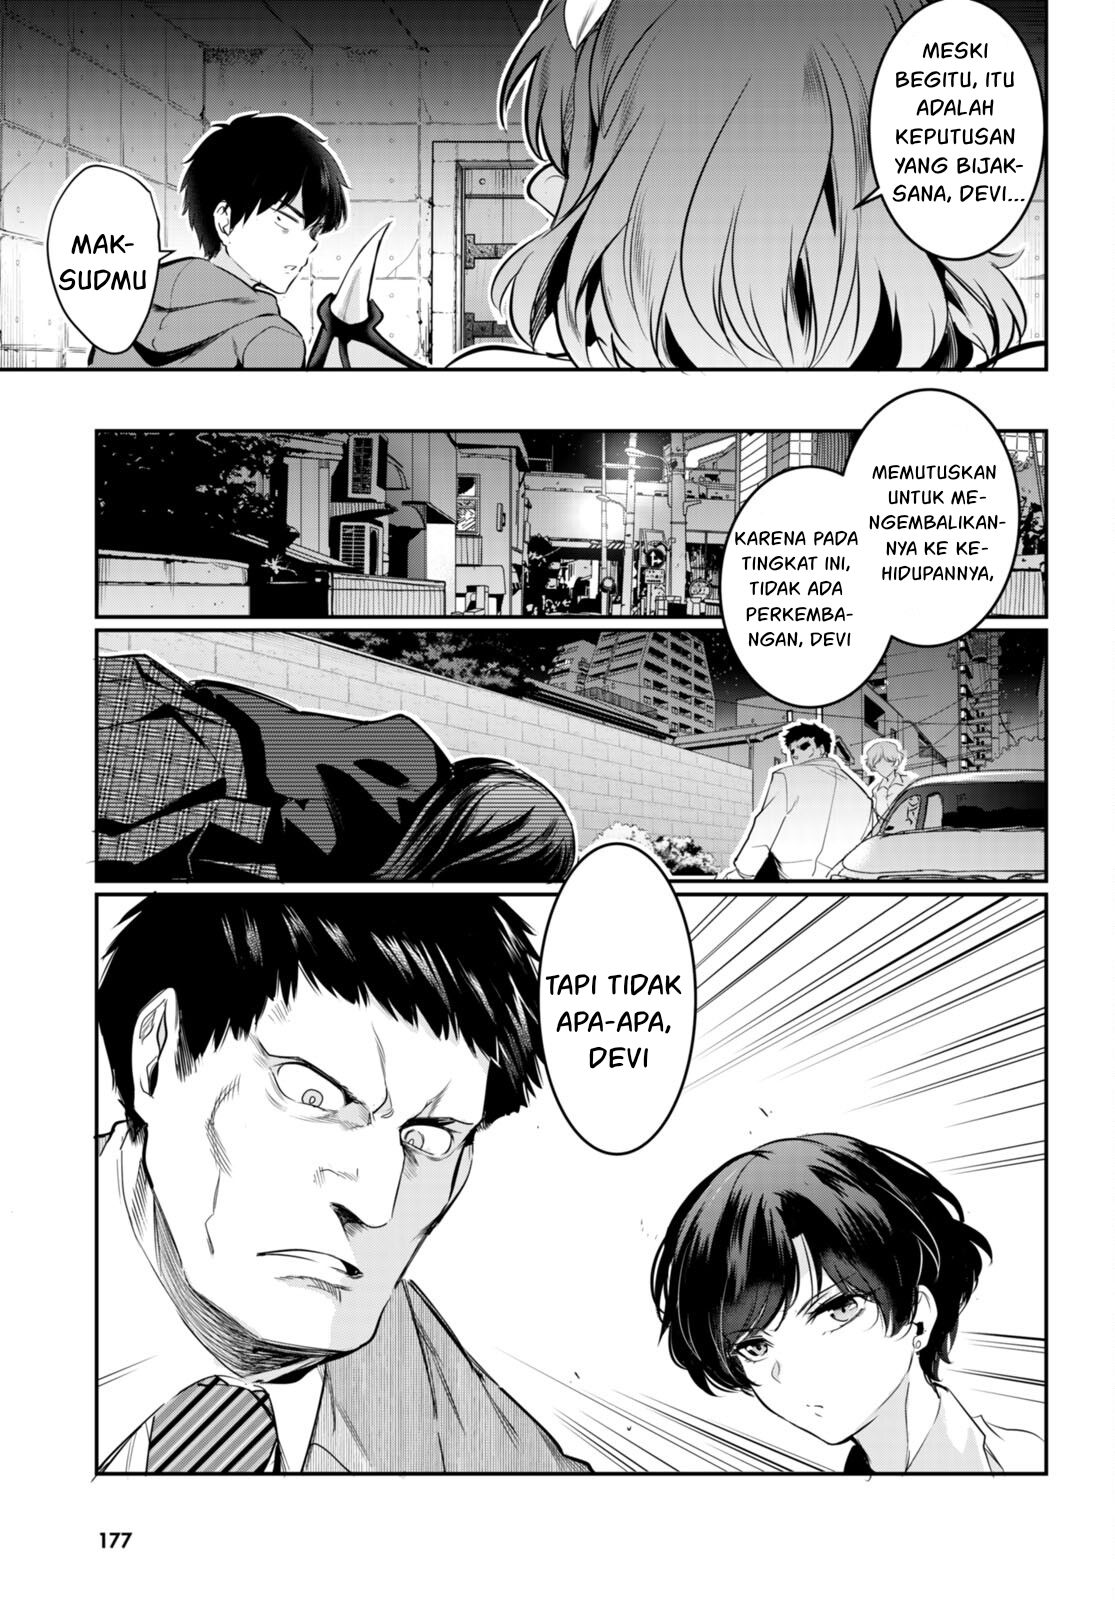 MESKI
BEGITU, ITU
ADALAH
KEPUTUSAN
YANG BIJAK-
SANA, DEVI...
MAK-
SUDMU
MEMUTUSKAN
UNTUK ME-
NGEMBALIKAN-
NYA KE KE-
HIDUPANNYA,
KARENA PADA
TINGKAT INI,
TIDAK ADA
PERKEMBA-
NGAN, DEVI
TAPI TIDAK
APA-APA,
DEVI
177